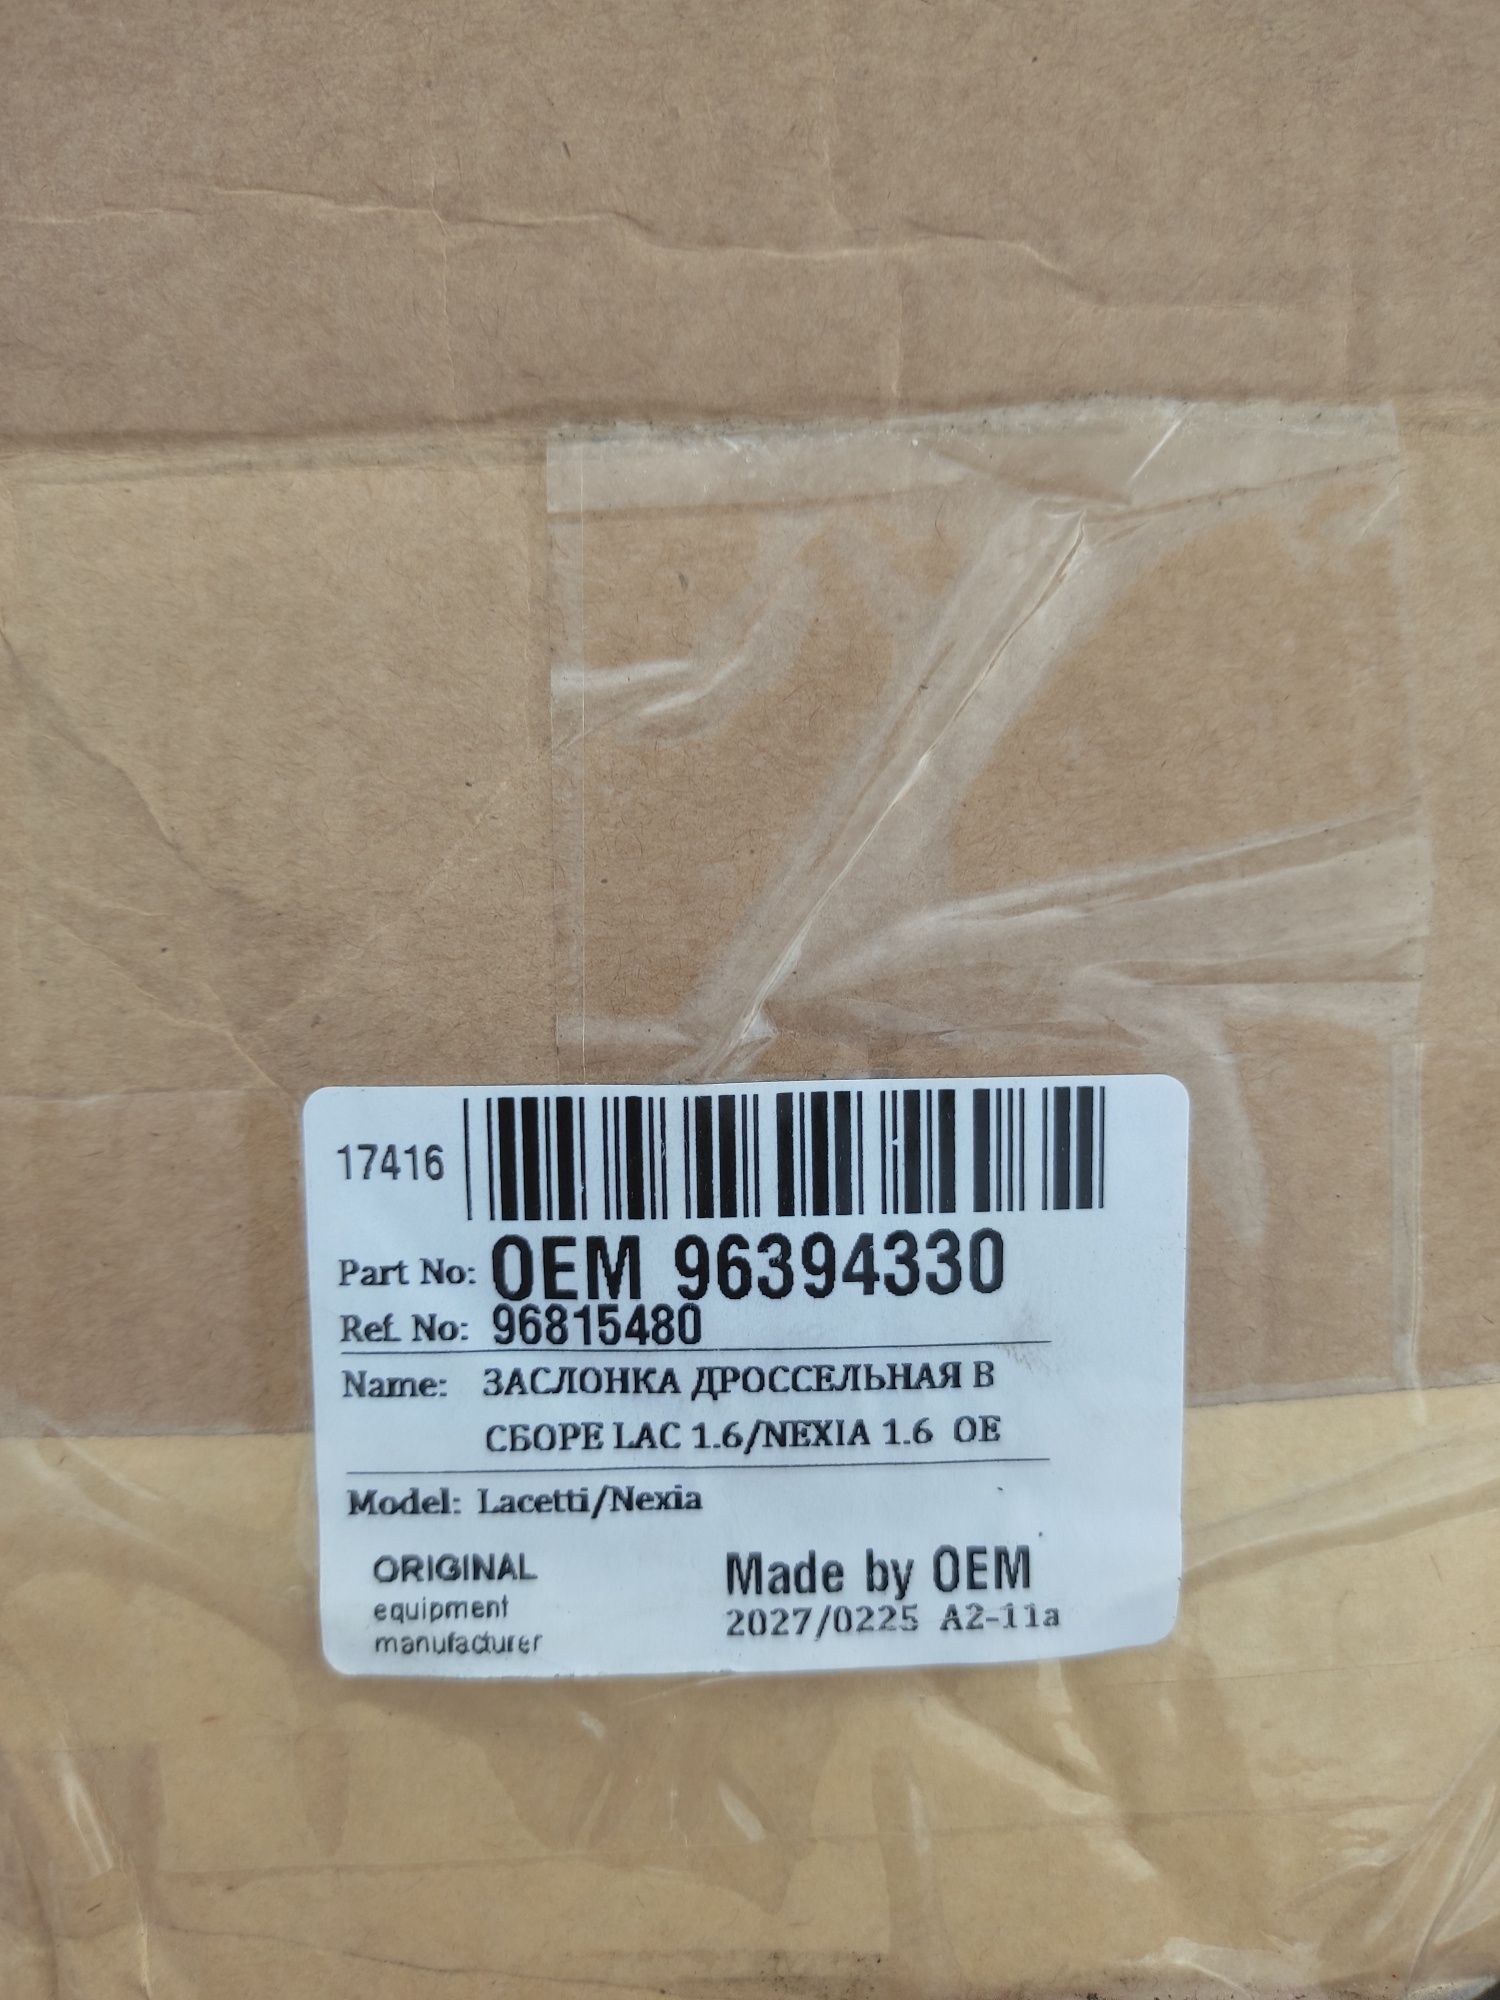 17416
Part No: OEM 96394330
Ref. No: 96815480
Name: ЗАСЛОНКА ДРОССЕЛЬНАЯ В
СБОРЕ LAC 1.6/NEXIA 1.6 OE
Model: Lacetti/Nexia
ORIGINAL
equipment
manufacturer
Made by OEM
2027/0225 A2-11a